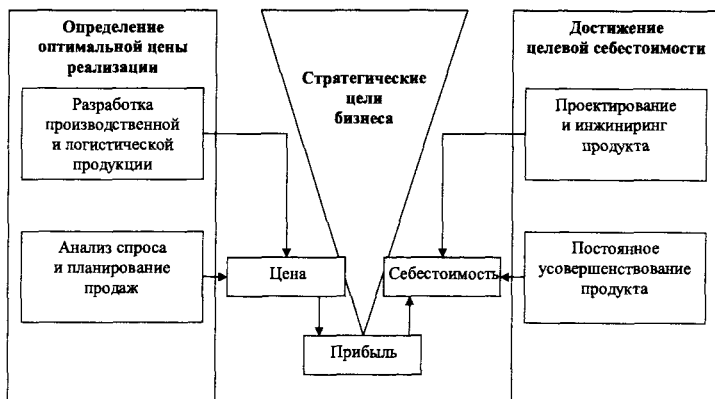 Определение
оптимальной цены
реализации
Разработка
производственной
и логистической
продукции
Анализ спроса
и планирование
продаж
Стратегические
цели
бизнеса
Цена
Себестоимость
Прибыль
Достижение
целевой себестоимости
Проектирование
и инжиниринг
продукта
Постоянное
усовершенствование
продукта